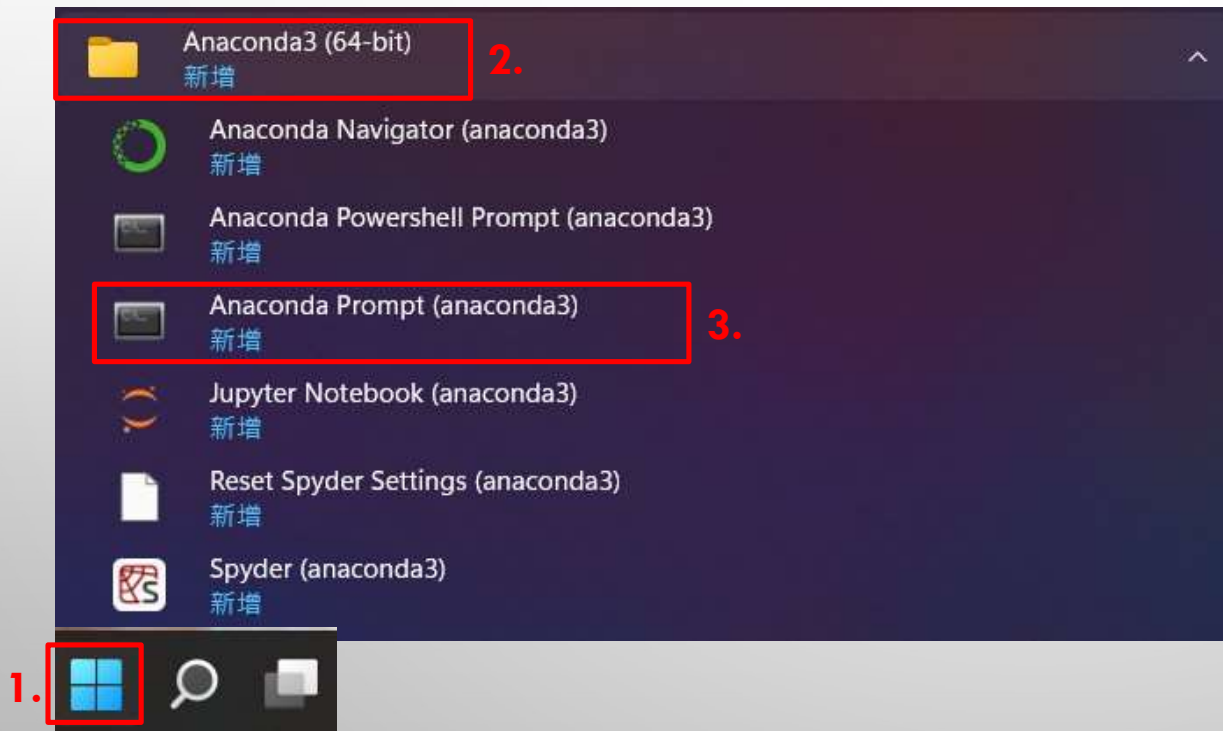 Anaconda3 (64-bit)
新增
2.
Anaconda Navigator (anaconda3)
新增
Anaconda Powershell Prompt (anaconda3)
新增
Anaconda Prompt (anaconda3)
新增
3.
Jupyter Notebook (anaconda3)
新增
Reset Spyder Settings (anaconda3)
新增
Spyder (anaconda3)
新增
1.